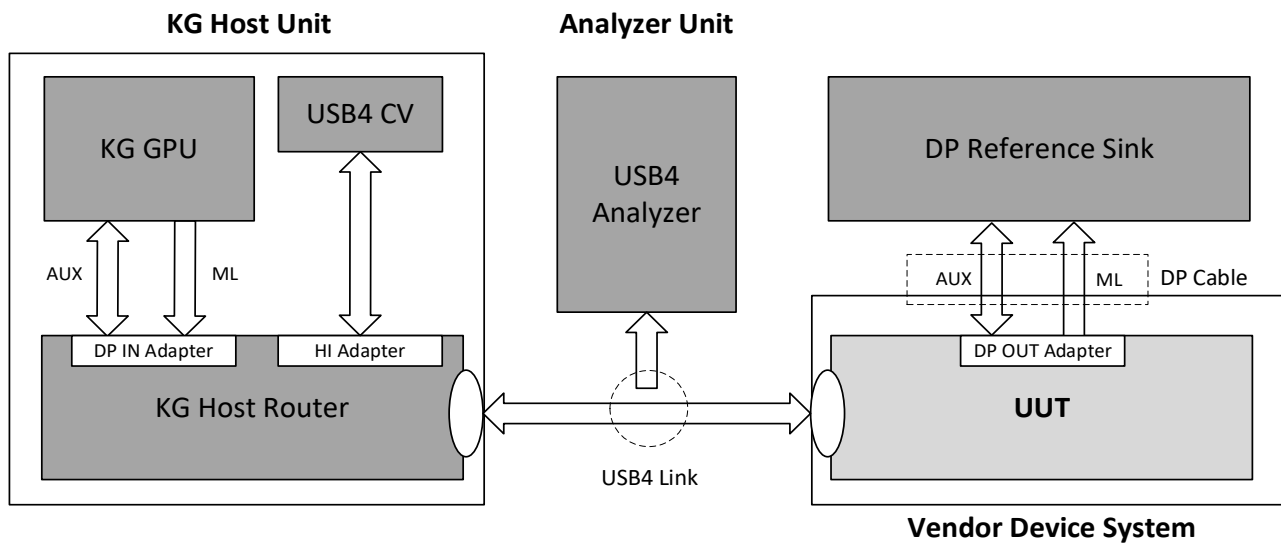 KG Host Unit
Analyzer Unit
KG GPU
USB4 CV
USB4
Analyzer
DP Reference Sink
AUX
ML
AUX
ML
DP Cable
DP IN Adapter
HI Adapter
DP OUT Adapter
KG Host Router
UUT
USB4 Link
Vendor Device System